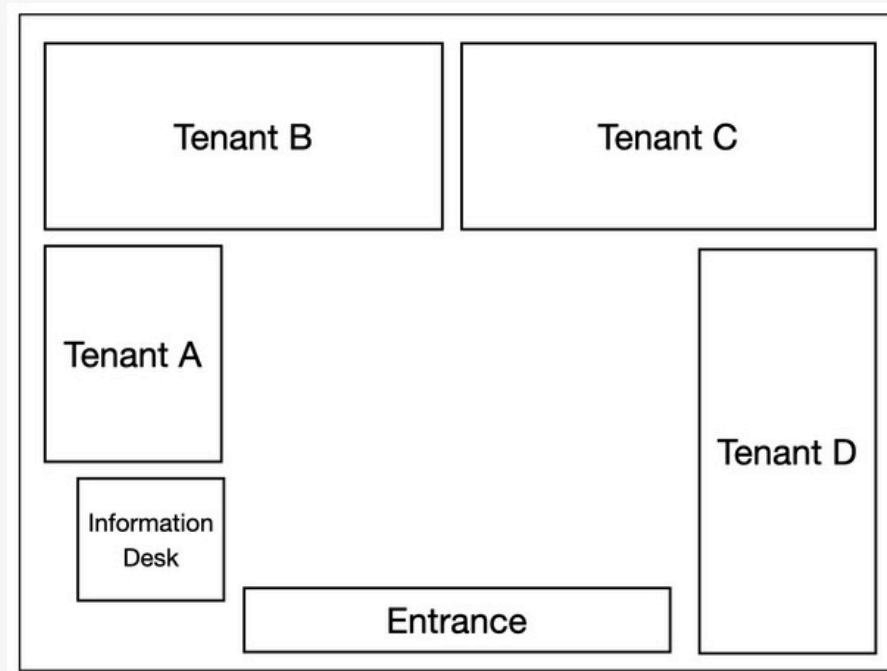 Tenant B
Tenant C
Tenant A
Tenant D
Information
Desk
Entrance